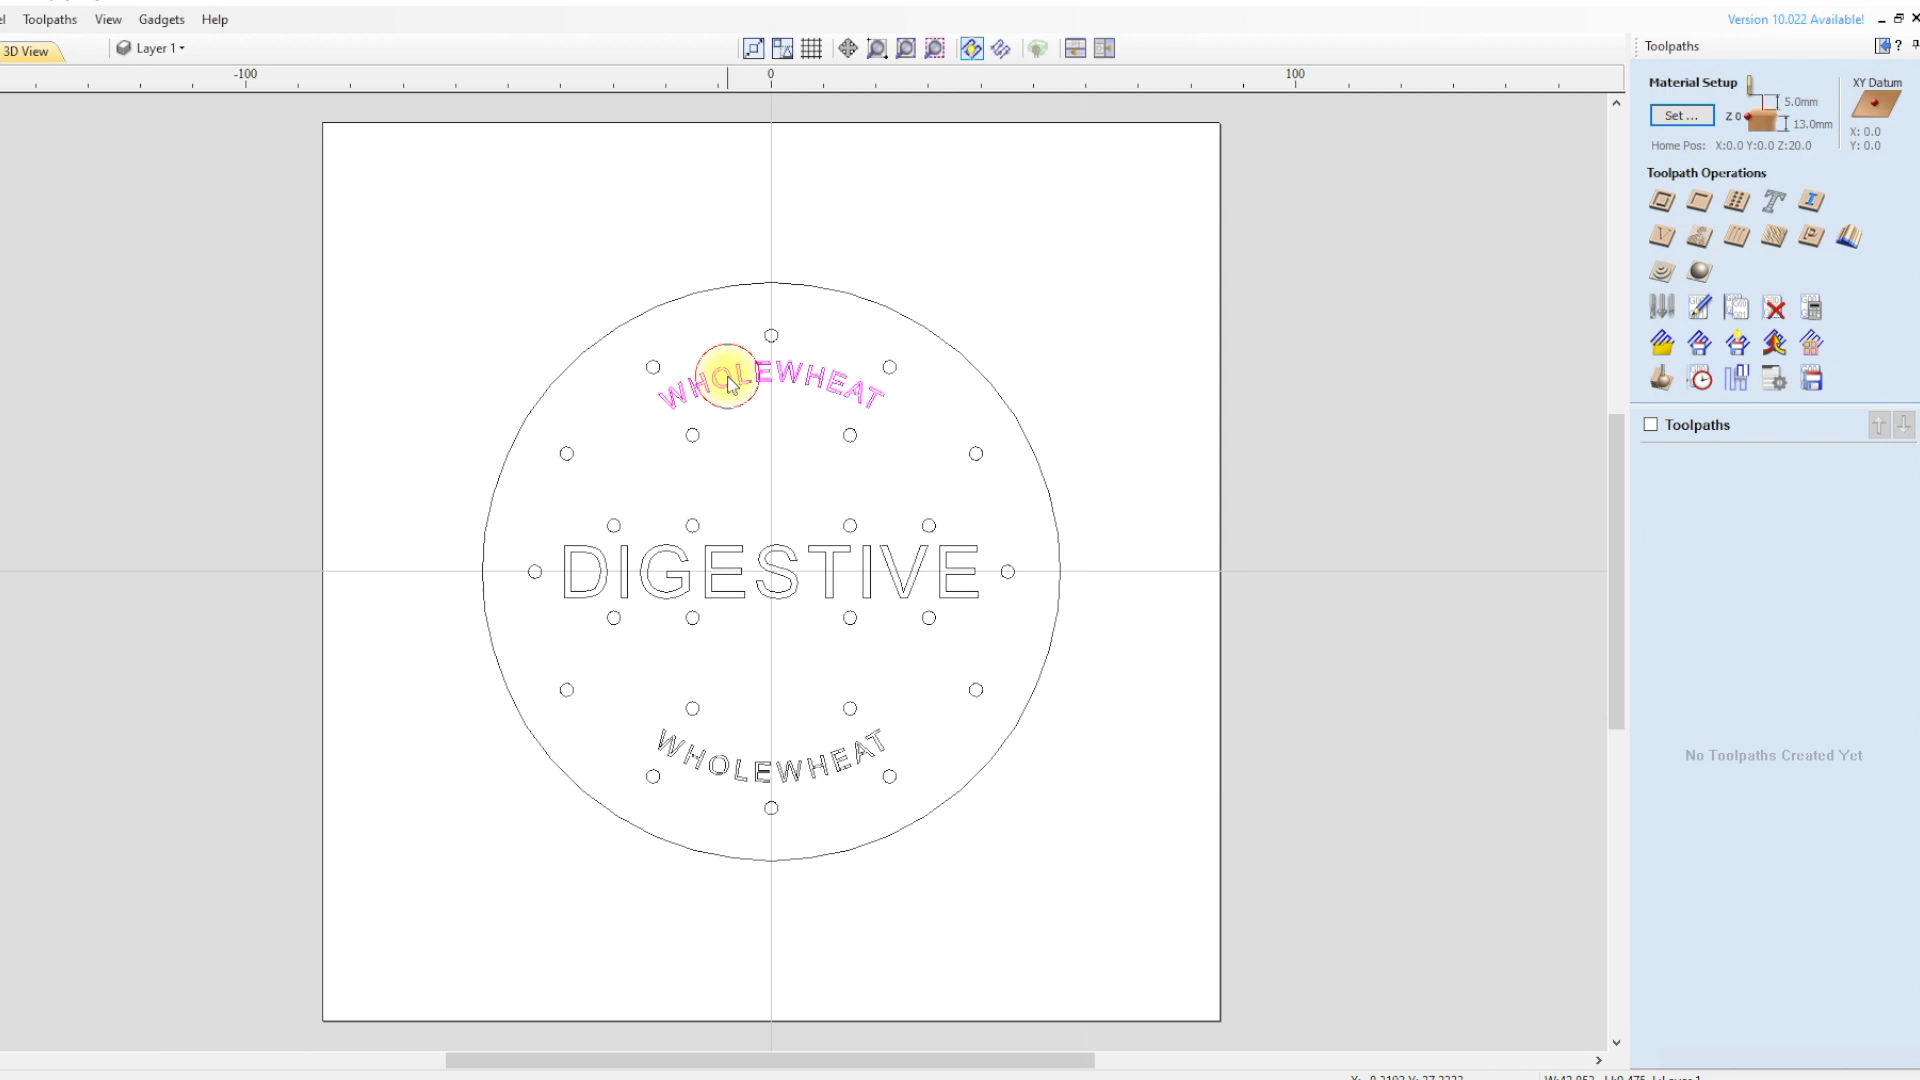 Toolpaths View Gadgets Help Version 10.022 Available!
3D View Layer 1 Toolpaths ?
-100 0 100
Material Setup XY Datum
5.0mm
Set ... Z 0
13.0mm
X: 0.0
Home Pos: X:0.0 Y:0.0 Z:20.0 Y: 0.0
Toolpath Operations
WHOLEWHEAT
Toolpaths
DIGESTIVE
WHOLEWHEAT
No Toolpaths Created Yet